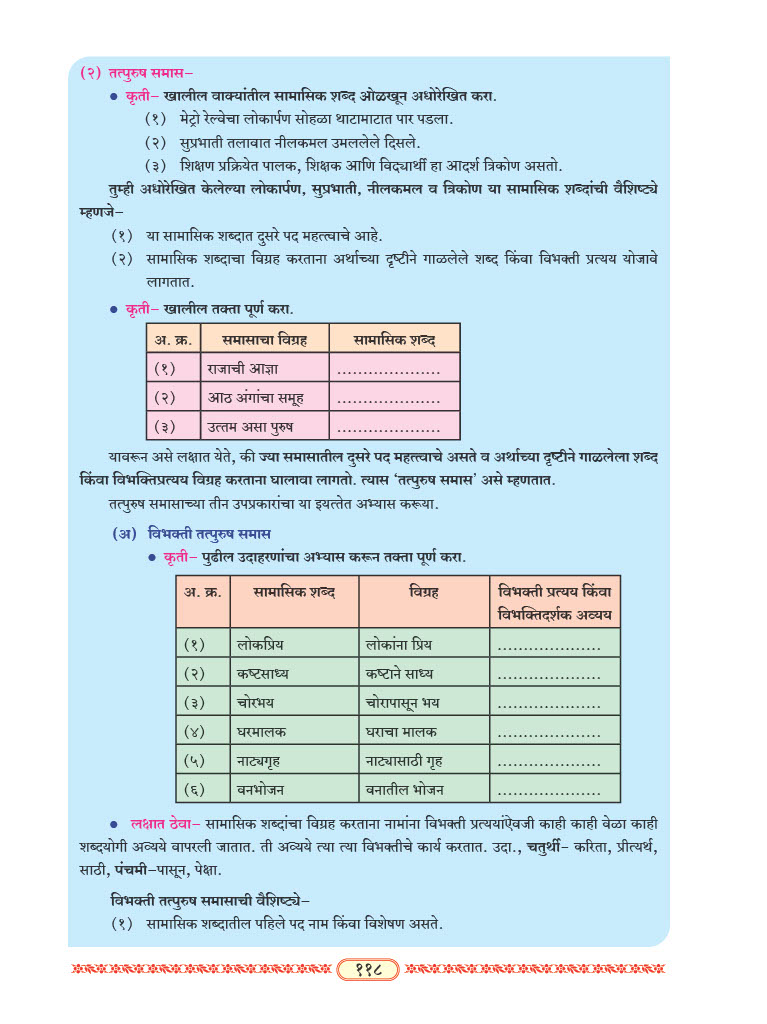 (२) तत्पुरुष समास–
● कृती– खालील वाक्यांतील सामासिक शब्द ओळखून अधोरेखित करा.
(१) मेट्रो रेल्वेचा लोकार्पण सोहळा थाटामाटात पार पडला.
(२) सुप्रभाती तलावात नीलकमल उमललेले दिसले.
(३) शिक्षण प्रक्रियेत पालक, शिक्षक आणि विद्यार्थी हा आदर्श त्रिकोण असतो.
तुम्ही अधोरेखित केलेल्या लोकार्पण, सुप्रभाती, नीलकमल व त्रिकोण या सामासिक शब्दांची वैशिष्ट्ये
म्हणजे–
(१) या सामासिक शब्दात दुसरे पद महत्त्वाचे आहे.
(२) सामासिक शब्दाचा विग्रह करताना अर्थाच्या दृष्टीने गाळलेले शब्द किंवा विभक्ती प्रत्यय योजावे
लागतात.
● कृती– खालील तक्ता पूर्ण करा.
अ. क्र. समासाचा विग्रह सामासिक शब्द
(१) राजाची आज्ञा ....................
(२) आठ अंगांचा समूह ....................
(३) उत्तम असा पुरुष ....................
यावरून असे लक्षात येते, की ज्या समासातील दुसरे पद महत्त्वाचे असते व अर्थाच्या दृष्टीने गाळलेला शब्द
किंवा विभक्तिप्रत्यय विग्रह करताना घालावा लागतो. त्यास ‘तत्पुरुष समास’ असे म्हणतात.
तत्पुरुष समासाच्या तीन उपप्रकारांचा या इयत्तेत अभ्यास करूया.
(अ) विभक्ती तत्पुरुष समास
● कृती– पुढील उदाहरणांचा अभ्यास करून तक्ता पूर्ण करा.
अ. क्र. सामासिक शब्द विग्रह विभक्ती प्रत्यय किंवा
विभक्तिदर्शक अव्यय
(१) लोकप्रिय लोकांना प्रिय ....................
(२) कष्टसाध्य कष्टाने साध्य ....................
(३) चोरभय चोरापासून भय ....................
(४) घरमालक घराचा मालक ....................
(५) नाट्यगृह नाट्यासाठी गृह ....................
(६) वनभोजन वनातील भोजन ....................
● लक्षात ठेवा– सामासिक शब्दांचा विग्रह करताना नामांना विभक्ती प्रत्ययांऐवजी काही काही वेळा काही
शब्दयोगी अव्यये वापरली जातात. ती अव्यये त्या त्या विभक्तीचे कार्य करतात. उदा., चतुर्थी– करिता, प्रीत्यर्थ,
साठी, पंचमी–पासून, पेक्षा.
विभक्ती तत्पुरुष समासाची वैशिष्ट्ये–
(१) सामासिक शब्दातील पहिले पद नाम किंवा विशेषण असते.
११८